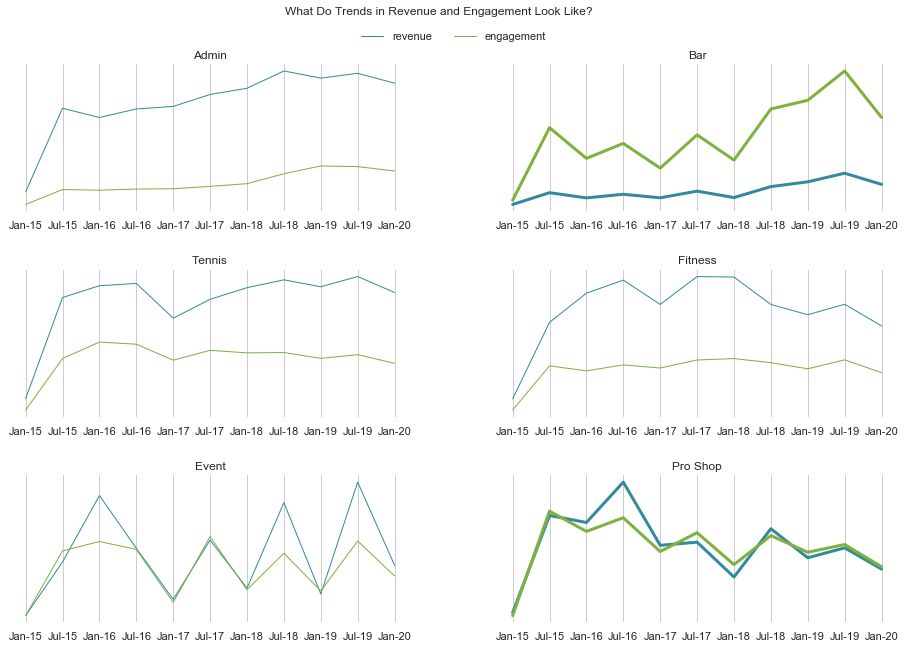 What Do Trends in Revenue and Engagement Look Like?
revenue engagement
Admin
Jan-15 Jul-15 Jan-16 Jul-16 Jan-17 Jul-17 Jan-18 Jul-18 Jan-19 Jul-19 Jan-20
Bar
Jan-15 Jul-15 Jan-16 Jul-16 Jan-17 Jul-17 Jan-18 Jul-18 Jan-19 Jul-19 Jan-20
Tennis
Jan-15 Jul-15 Jan-16 Jul-16 Jan-17 Jul-17 Jan-18 Jul-18 Jan-19 Jul-19 Jan-20
Fitness
Jan-15 Jul-15 Jan-16 Jul-16 Jan-17 Jul-17 Jan-18 Jul-18 Jan-19 Jul-19 Jan-20
Event
Jan-15 Jul-15 Jan-16 Jul-16 Jan-17 Jul-17 Jan-18 Jul-18 Jan-19 Jul-19 Jan-20
Pro Shop
Jan-15 Jul-15 Jan-16 Jul-16 Jan-17 Jul-17 Jan-18 Jul-18 Jan-19 Jul-19 Jan-20